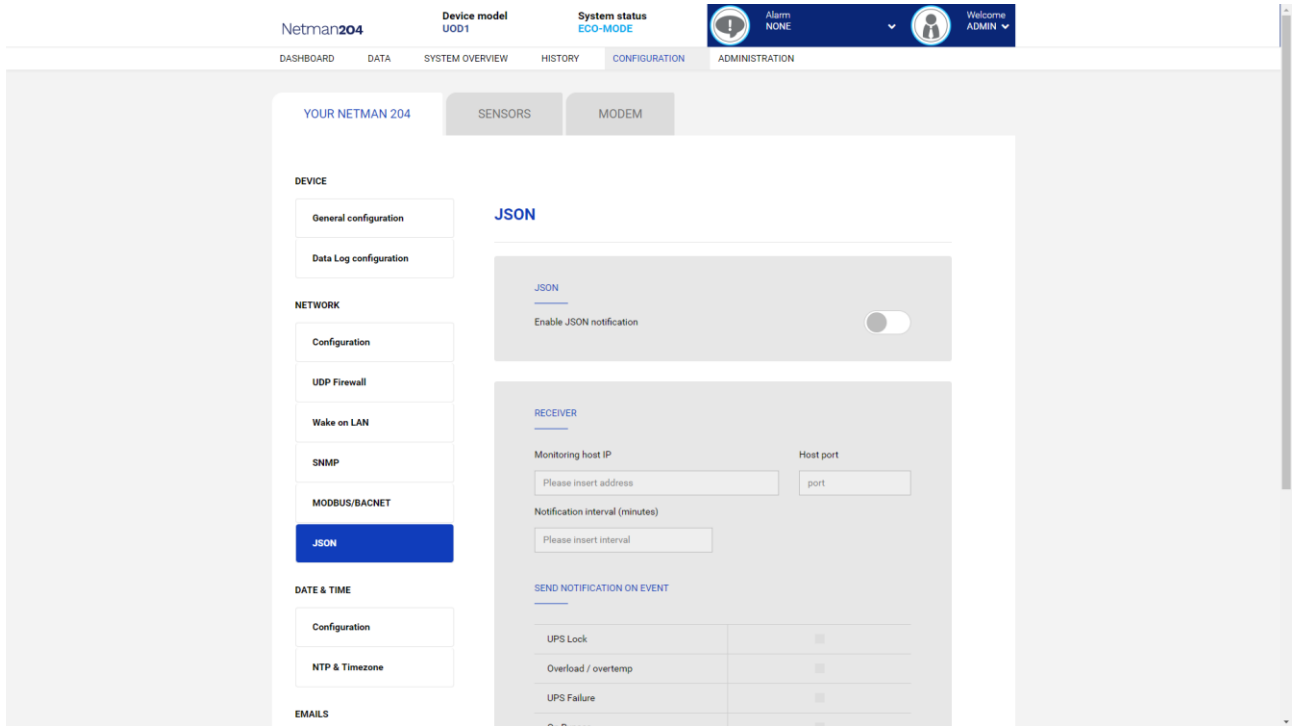 Netman204
Device model
UOD1
System status
ECO-MODE
Alarm
NONE
Welcome
ADMIN
DASHBOARD DATA SYSTEM OVERVIEW HISTORY CONFIGURATION ADMINISTRATION
YOUR NETMAN 204 SENSORS MODEM
DEVICE
General configuration
Data Log configuration
NETWORK
Configuration
UDP Firewall
Wake on LAN
SNMP
MODBUS/BACNET
JSON
DATE & TIME
Configuration
NTP & Timezone
EMAILS
JSON
JSON
Enable JSON notification
RECEIVER
Monitoring host IP Host port
Please insert address port
Notification interval (minutes)
Please insert interval
SEND NOTIFICATION ON EVENT
UPS Lock
Overload / overtemp
UPS Failure